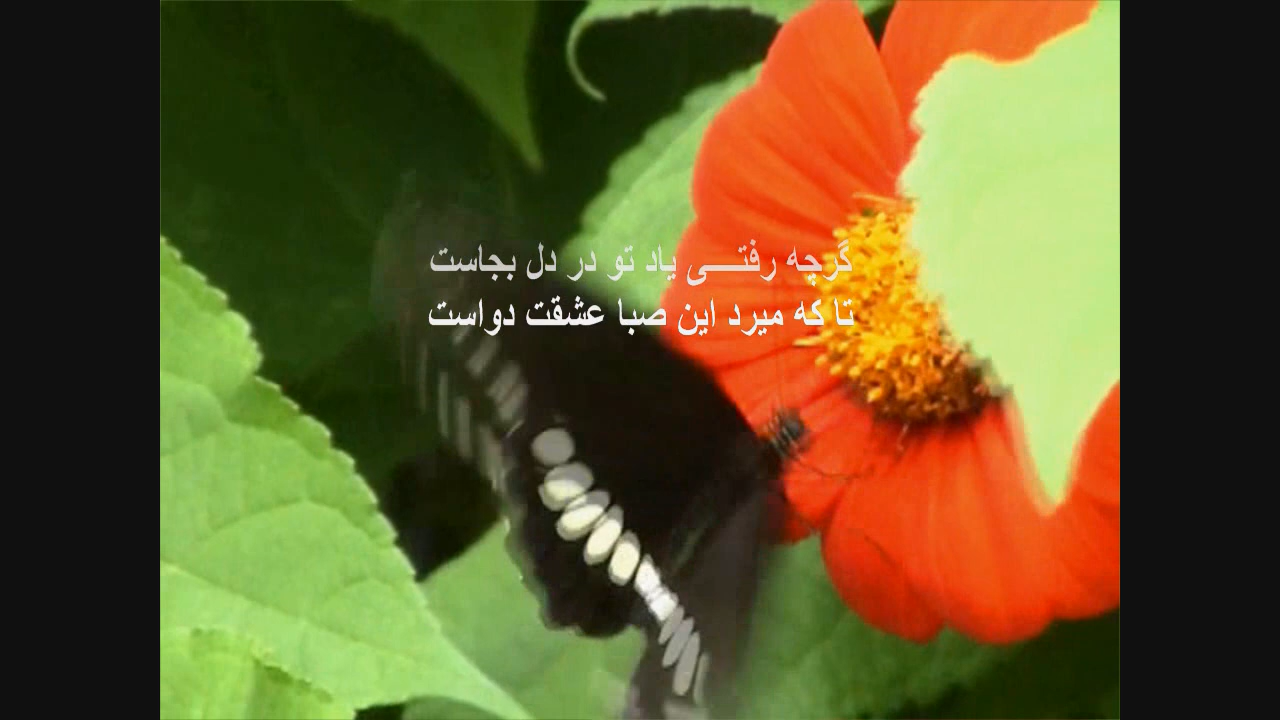 گرچه رفتـــی یاد تو در دل بجاست
تا که میرد این صبا عشقت دواست